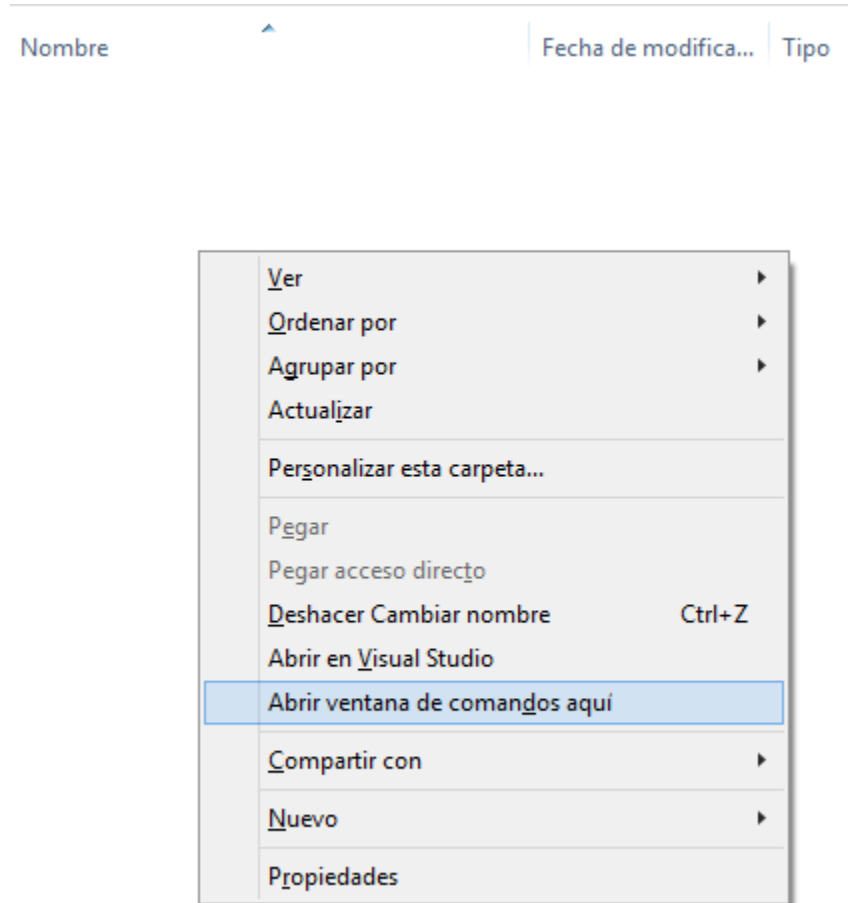 Nombre Fecha de modifica... Tipo
Ver
Ordenar por
Agrupar por
Actualizar
Personalizar esta carpeta...
Pegar
Pegar acceso directo
Deshacer Cambiar nombre Ctrl+Z
Abrir en Visual Studio
Abrir ventana de comandos aquí
Compartir con
Nuevo
Propiedades